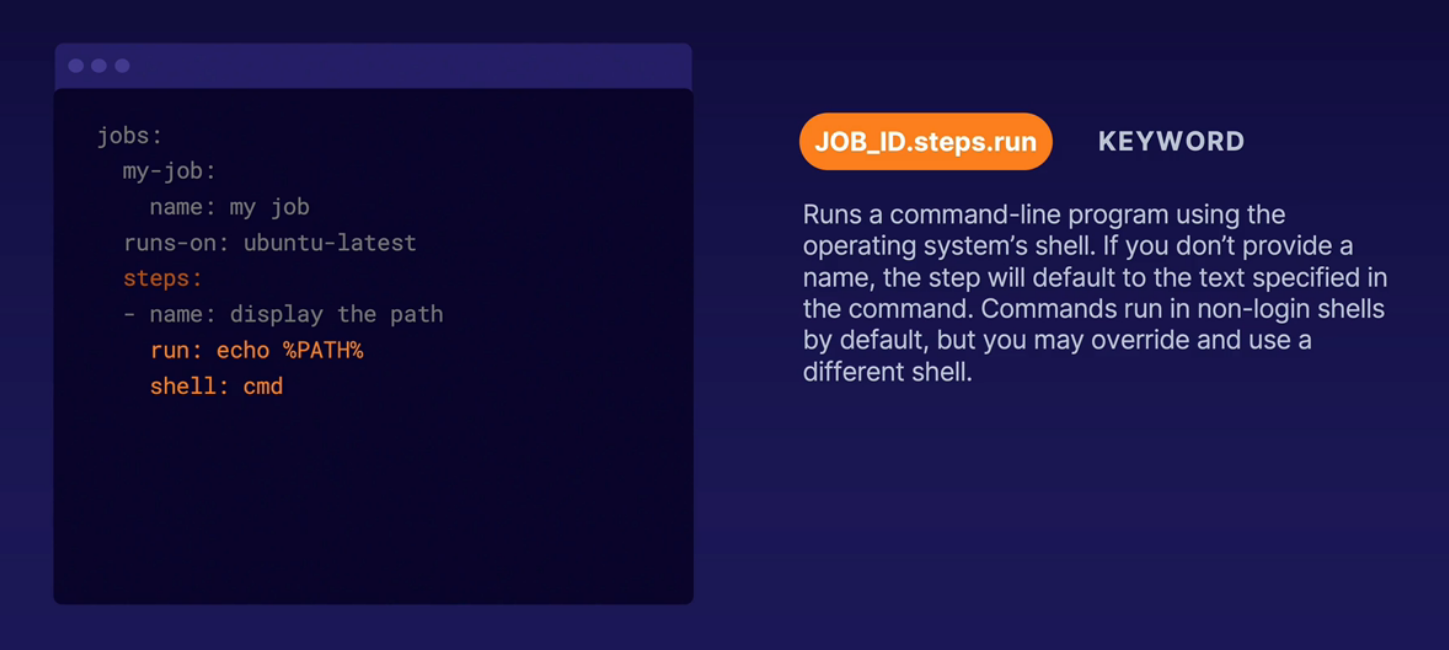 jobs:
  my-job:
    name: my job
  runs-on: ubuntu-latest
  steps:
  - name: display the path
    run: echo %PATH%
    shell: cmd
JOB_ID.steps.run KEYWORD
Runs a command-line program using the
operating system’s shell. If you don’t provide a
name, the step will default to the text specified in
the command. Commands run in non-login shells
by default, but you may override and use a
different shell.